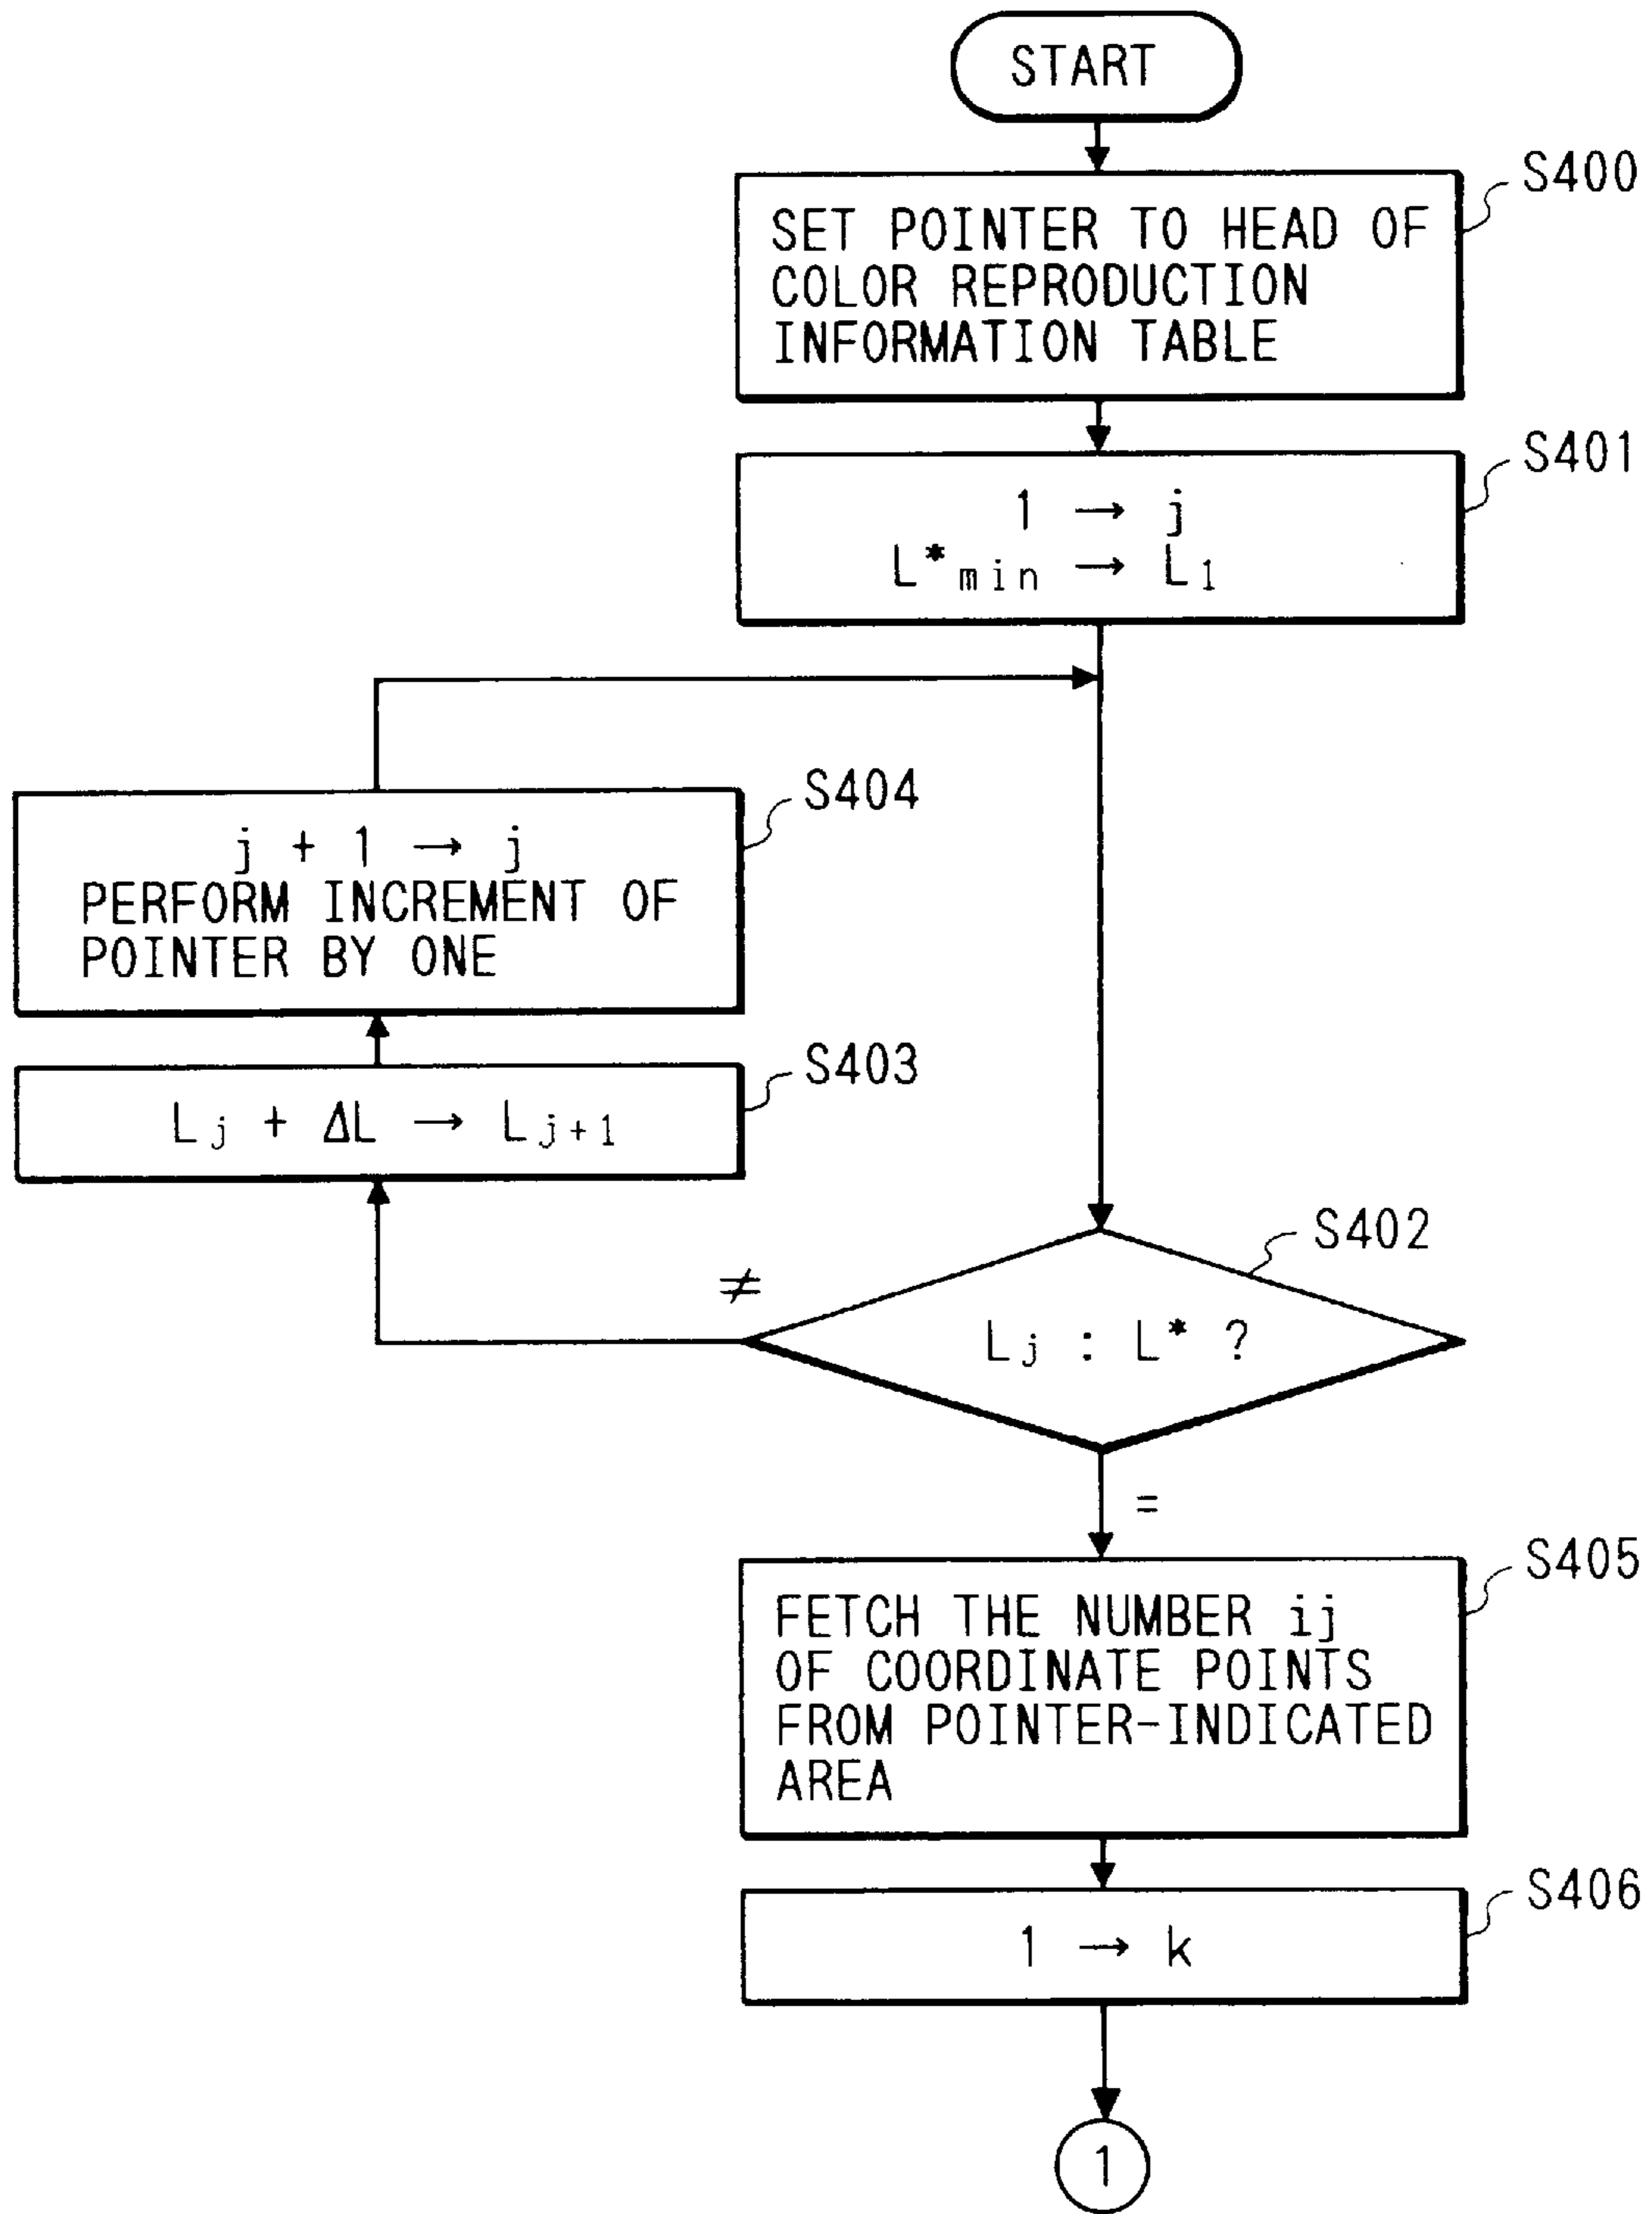 START
S400
SET POINTER TO HEAD OF
COLOR REPRODUCTION
INFORMATION TABLE
S401
1 → j
L*min → L1
S404
j + 1 → j
PERFORM INCREMENT OF
POINTER BY ONE
S403
Lj + ΔL → Lj+1
S402
≠
Lj : L* ?
=
S405
FETCH THE NUMBER ij
OF COORDINATE POINTS
FROM POINTER-INDICATED
AREA
S406
1 → k
1